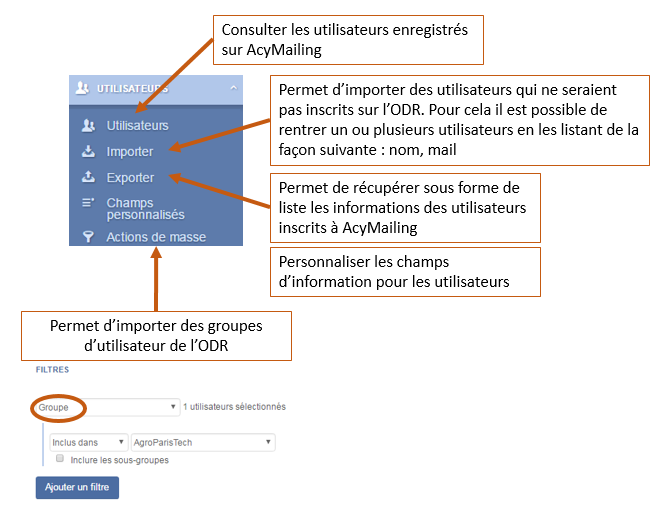 Consulter les utilisateurs enregistrés
sur AcyMailing
UTILISATEURS
Utilisateurs
Importer
Exporter
Champs
personnalisés
Actions de masse
Permet d’importer des utilisateurs qui ne seraient
pas inscrits sur l’ODR. Pour cela il est possible de
rentrer un ou plusieurs utilisateurs en les listant de la
façon suivante : nom, mail
Permet de récupérer sous forme de
liste les informations des utilisateurs
inscrits à AcyMailing
Personnaliser les champs
d’information pour les utilisateurs
Permet d’importer des groupes
d’utilisateur de l’ODR
FILTRES
Groupe
1 utilisateurs sélectionnés
Inclus dans
AgroParisTech
Inclure les sous-groupes
Ajouter un filtre